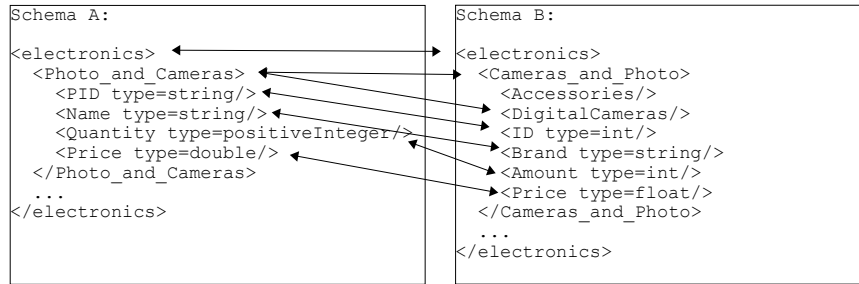 Schema A:
<electronics>
<Photo_and_Cameras>
<PID type=string/>
<Name type=string/>
<Quantity type=positiveInteger/>
<Price type=double/>
</Photo_and_Cameras>
...
</electronics>
Schema B:
<electronics>
<Cameras_and_Photo>
<Accessories/>
<DigitalCameras/>
<ID type=int/>
<Brand type=string/>
<Amount type=int/>
<Price type=float/>
</Cameras_and_Photo>
...
</electronics>